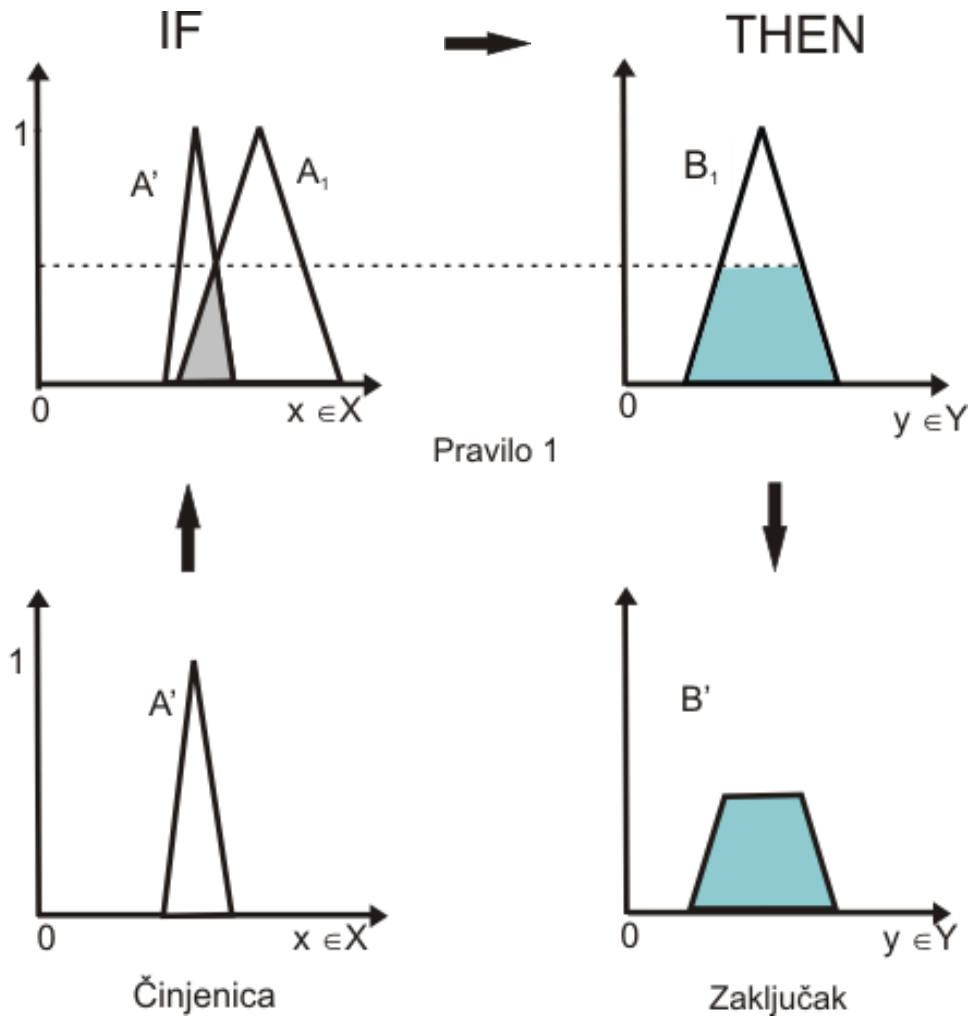 IF THEN
1
A’ A₁ B₁
0 x ∈X 0 y ∈Y
Pravilo 1
1
A’ B’
0 x ∈X 0 y ∈Y
Činjenica Zaključak